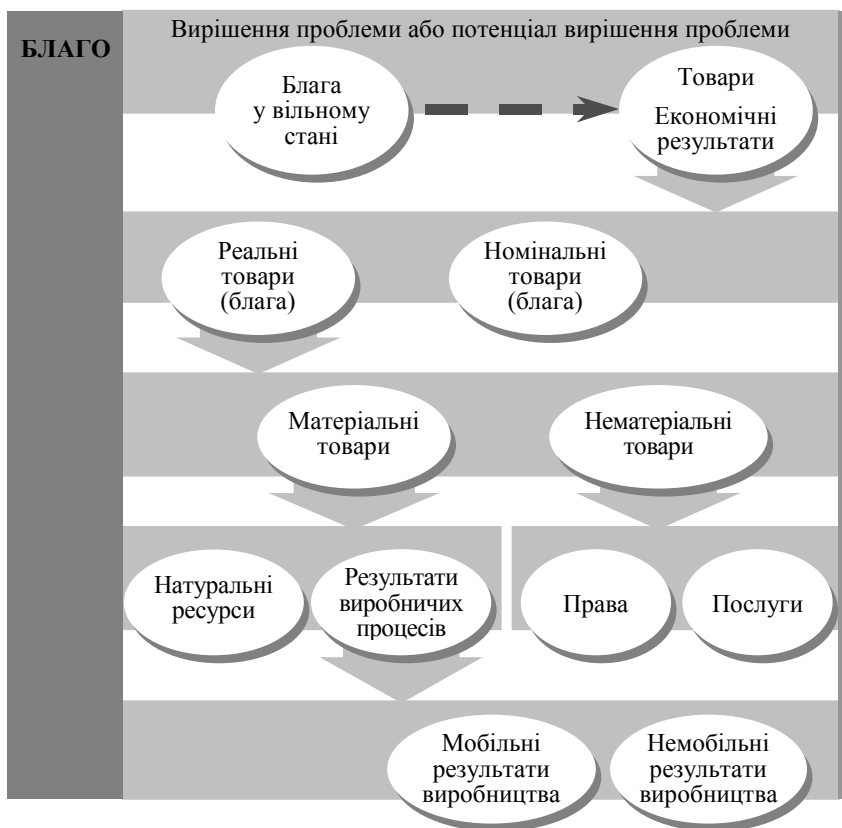 БЛАГО
Вирішення проблеми або потенціал вирішення проблеми
Блага
у вільному
стані
Товари
Економічні
результати
Реальні
товари
(блага)
Номінальні
товари
(блага)
Матеріальні
товари
Нематеріальні
товари
Натуральні
ресурси
Результати
виробничих
процесів
Права
Послуги
Мобільні
результати
виробництва
Немобільні
результати
виробництва